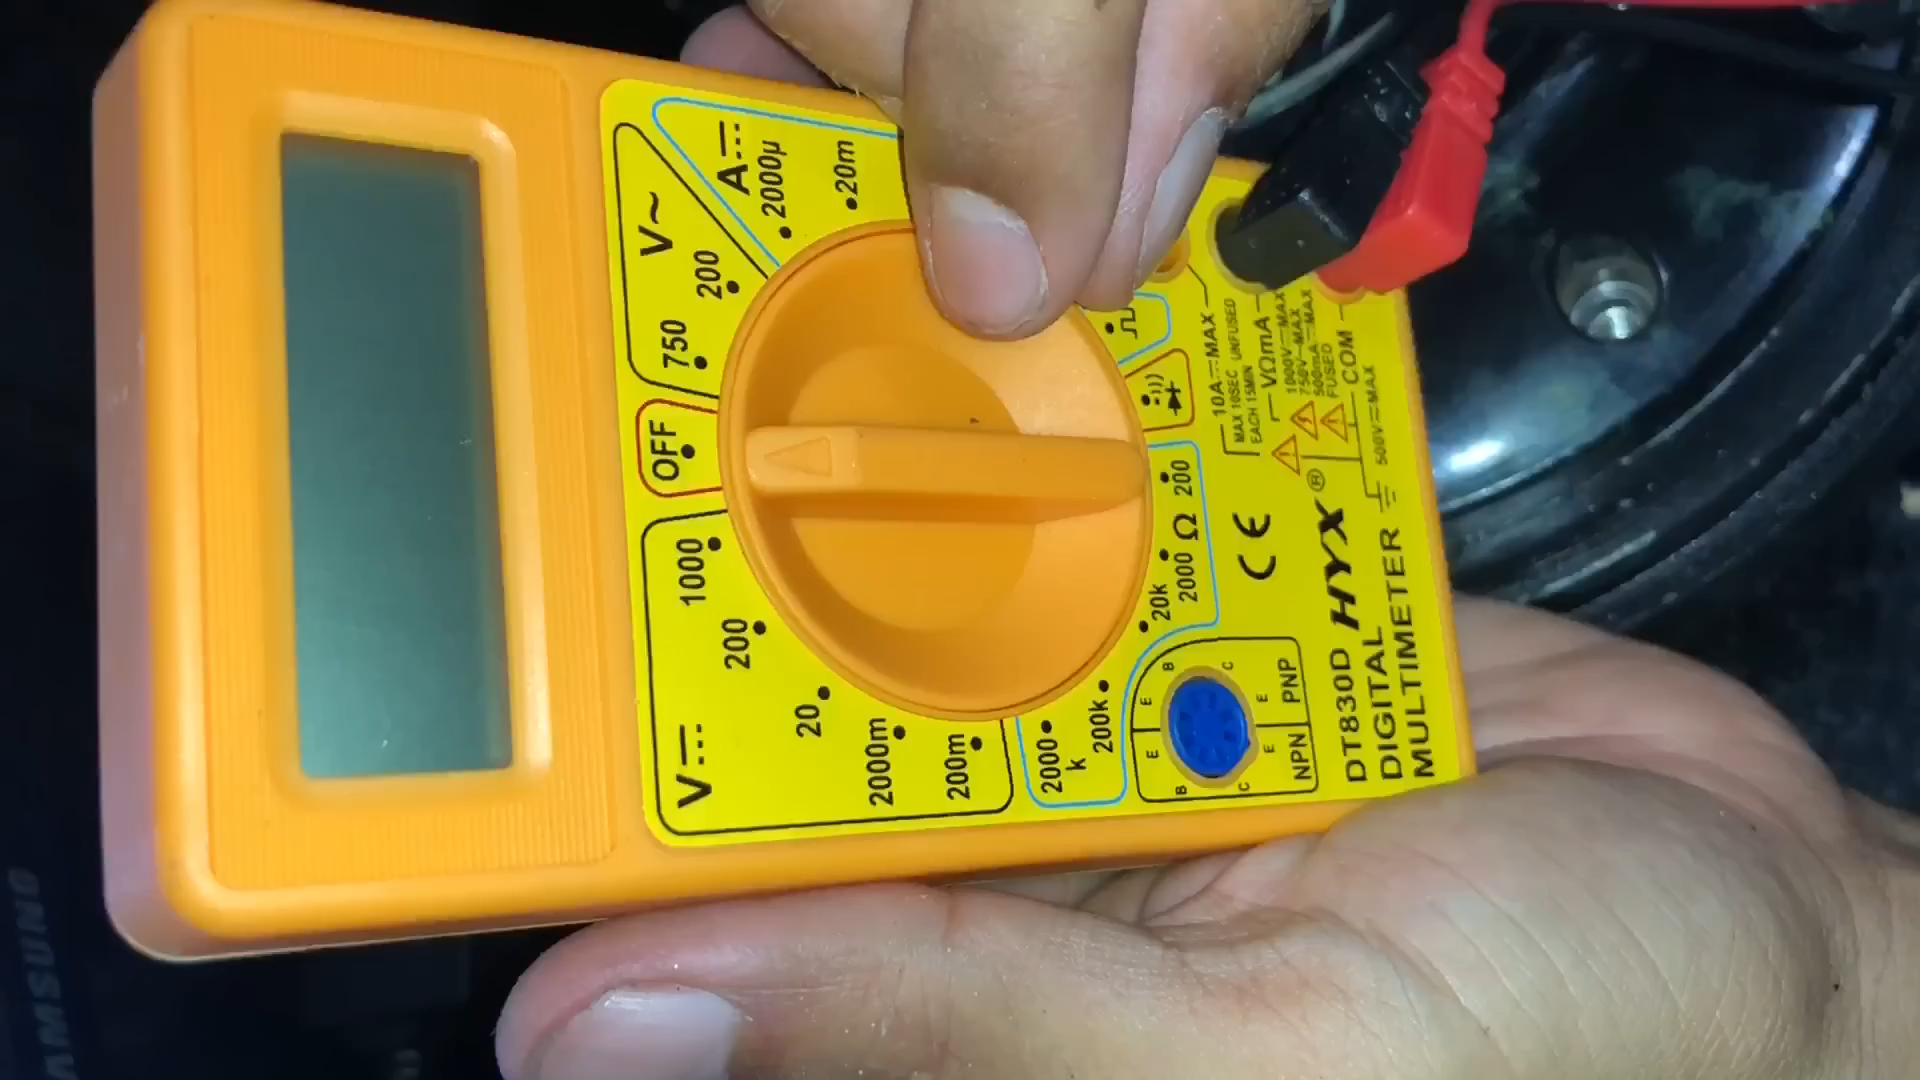 OFF
750
200
V~
A
2000µ
20m
1000
200
20
2000m
200m
V
2000
k
200k
20k
2000
Ω
200
10A MAX
MAX 10SEC UNFUSED
EACH 15MIN
VΩmA
1000V MAX
750V~MAX
500mA MAX
FUSED
COM
500V MAX
CE
B
C
E
E
PNP
E
E
NPN
B
C
DT830D HYX®
DIGITAL
MULTIMETER
AMSUNG